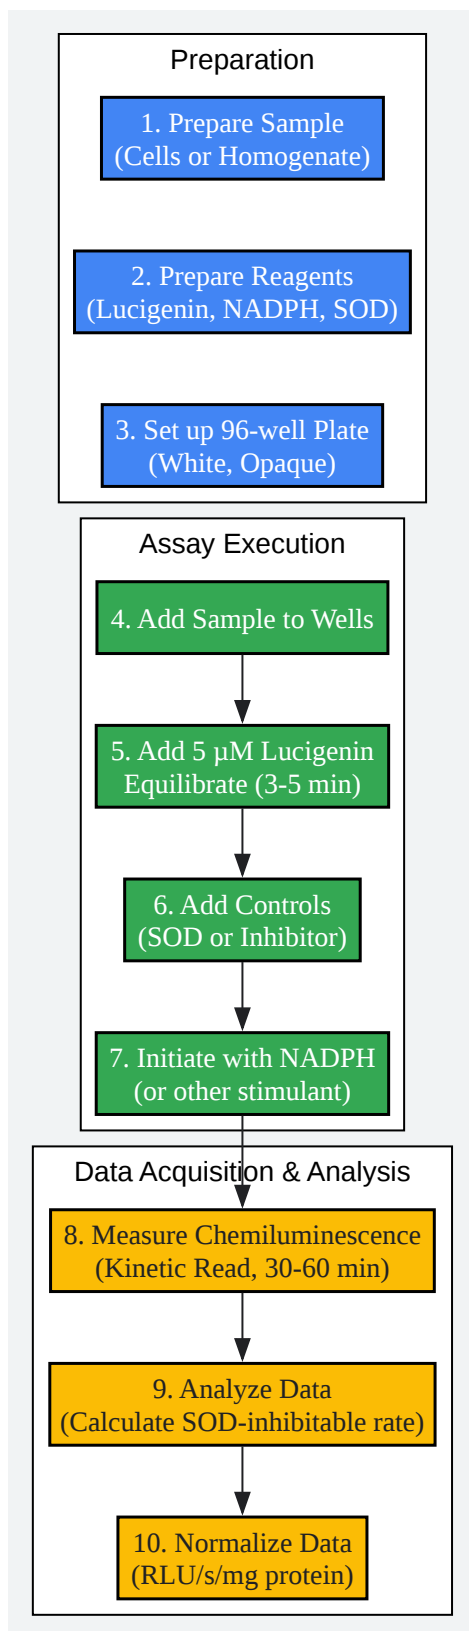 Preparation
1. Prepare Sample
(Cells or Homogenate)
2. Prepare Reagents
(Lucigenin, NADPH, SOD)
3. Set up 96-well Plate
(White, Opaque)
Assay Execution
4. Add Sample to Wells
5. Add 5 µM Lucigenin
Equilibrate (3-5 min)
6. Add Controls
(SOD or Inhibitor)
7. Initiate with NADPH
(or other stimulant)
Data Acquisition & Analysis
8. Measure Chemiluminescence
(Kinetic Read, 30-60 min)
9. Analyze Data
(Calculate SOD-inhibitable rate)
10. Normalize Data
(RLU/s/mg protein)